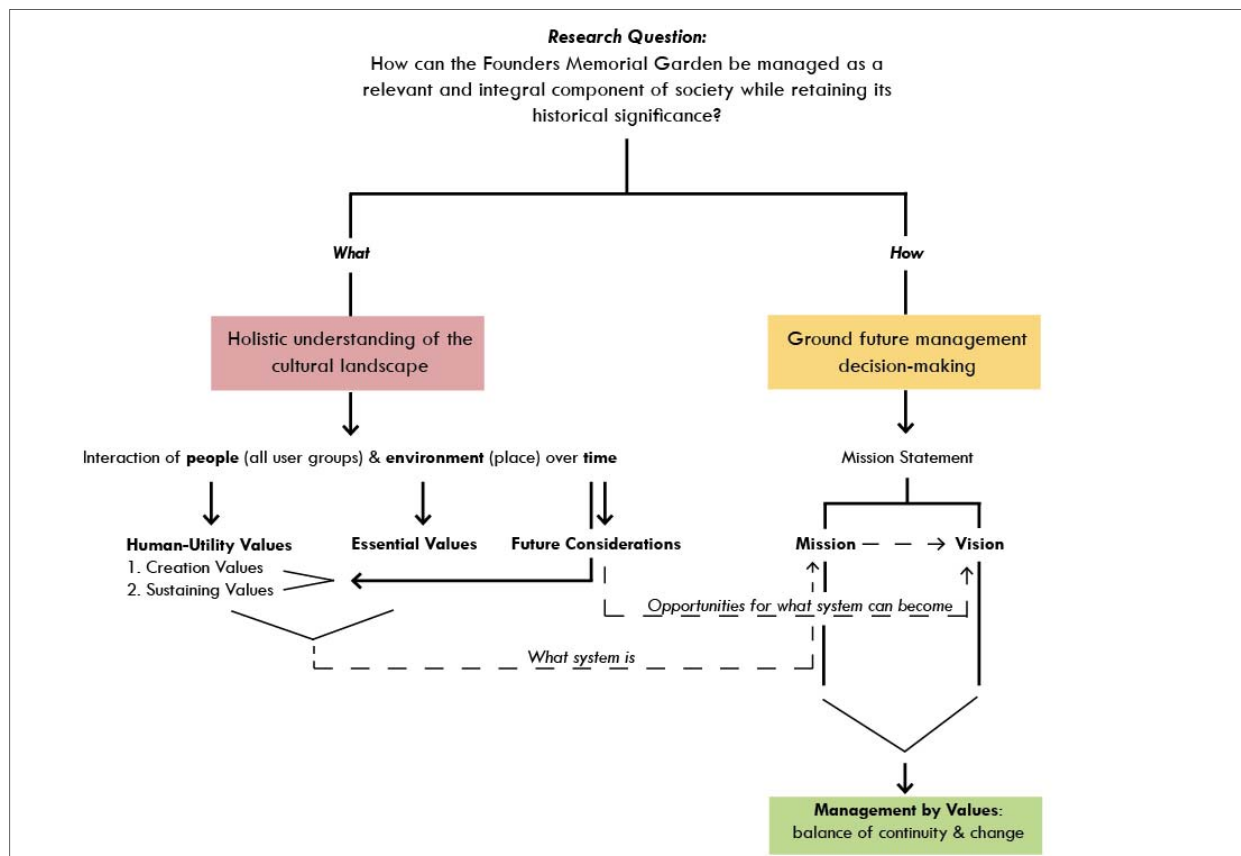 Research Question:
How can the Founders Memorial Garden be managed as a
relevant and integral component of society while retaining its
historical significance?
What
How
Holistic understanding of the
cultural landscape
Ground future management
decision-making
Interaction of people (all user groups) & environment (place) over time
Mission Statement
Human-Utility Values
1. Creation Values
2. Sustaining Values
Essential Values
Future Considerations
Mission
Vision
Opportunities for what system can become
What system is
Management by Values:
balance of continuity & change